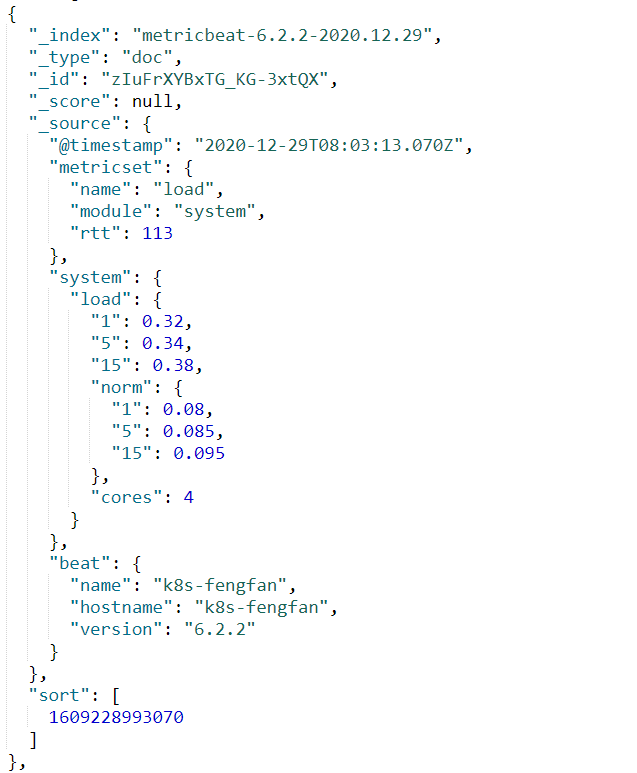 {
  "_index": "metricbeat-6.2.2-2020.12.29",
  "_type": "doc",
  "_id": "zIuFrXYBxTG_KG-3xtQX",
  "_score": null,
  "_source": {
    "@timestamp": "2020-12-29T08:03:13.070Z",
    "metricset": {
      "name": "load",
      "module": "system",
      "rtt": 113
    },
    "system": {
      "load": {
        "1": 0.32,
        "5": 0.34,
        "15": 0.38,
        "norm": {
          "1": 0.08,
          "5": 0.085,
          "15": 0.095
        },
        "cores": 4
      }
    },
    "beat": {
      "name": "k8s-fengfan",
      "hostname": "k8s-fengfan",
      "version": "6.2.2"
    }
  },
  "sort": [
    1609228993070
  ]
},